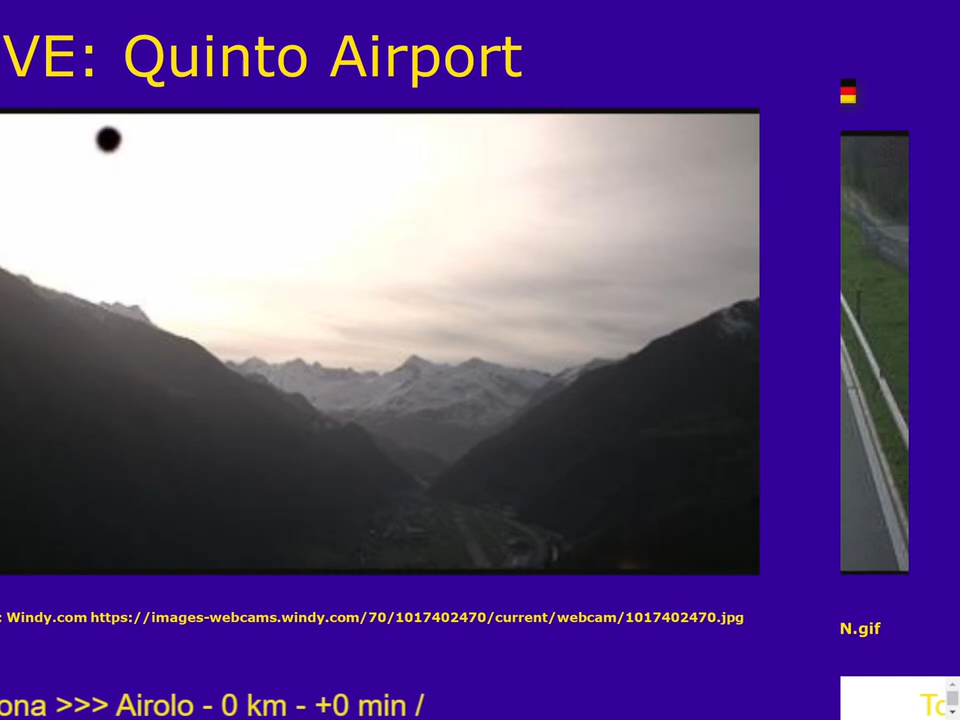 VE: Quinto Airport
: Windy.com https://images-webcams.windy.com/70/1017402470/current/webcam/1017402470.jpg
N.gif
ona >>> Airolo - 0 km - +0 min /
To